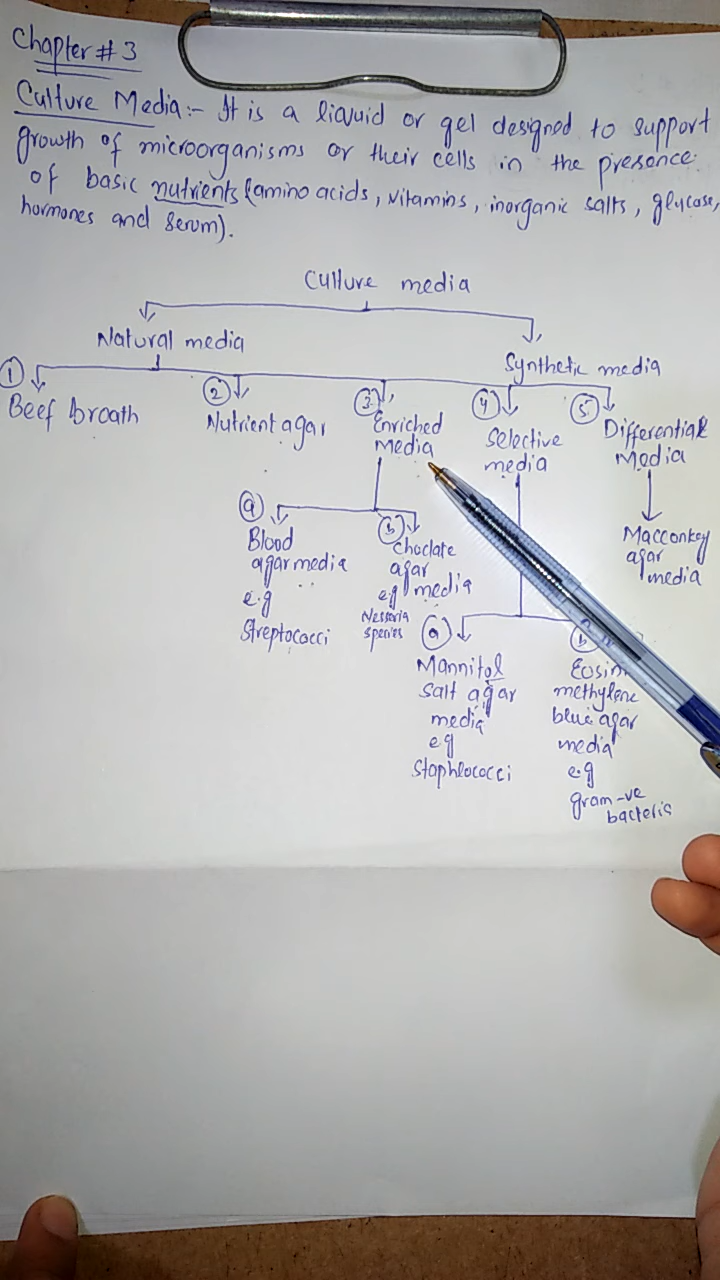 Chapter # 3
Culture Media:- It is a liquid or gel designed to support
growth of microorganisms or their cells in the presence
of basic nutrients (amino acids, vitamins, inorganic salts, glucose,
hormones and serum).
Culture media
Natural media
Synthetic media
① Beef broath
② Nutrient agar
③ Enriched
Media
④ Selective
media
⑤ Differential
Media
ⓐ Blood
agar media
e.g
Streptococci
ⓑ Choclate
agar
e.g media
Nesseria
species
Macconkey
agar
media
ⓐ Mannitol
salt agar
media
eg
Staphlococci
ⓑ Eosin
methylene
blue agar
media
e.g
gram -ve
bacteria